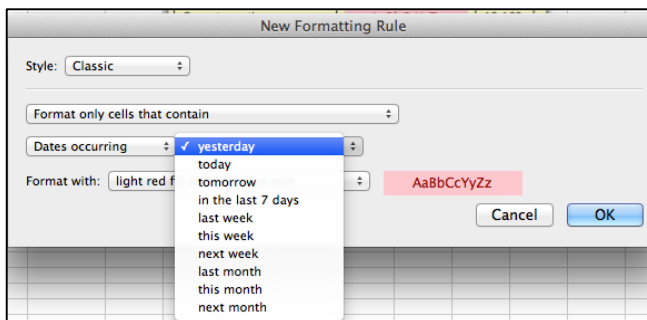 New Formatting Rule
Style: Classic
Format only cells that contain
Dates occurring ✓ yesterday
today
tomorrow
Format with: light red f AaBbCcYyZz
in the last 7 days
last week
this week
next week
last month
this month
next month
Cancel OK